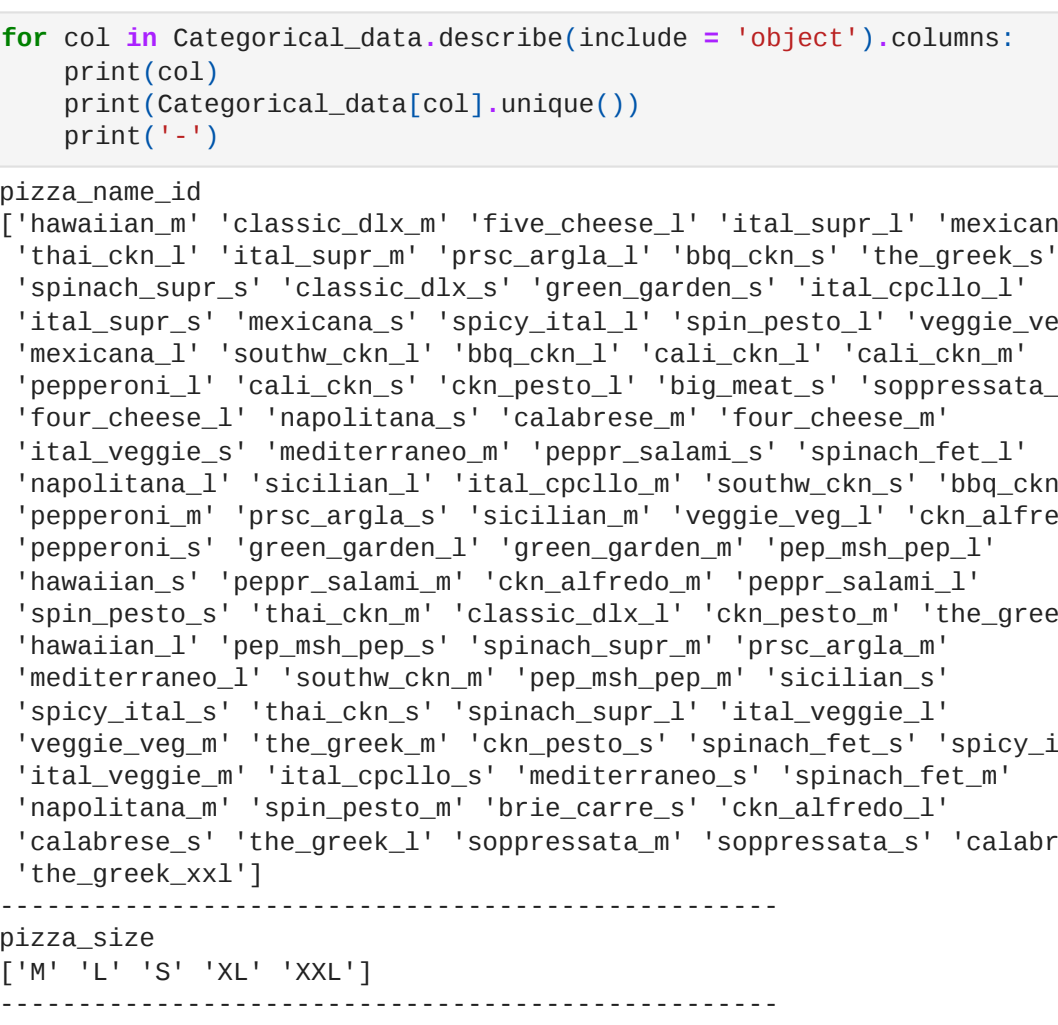 for col in Categorical_data.describe(include = 'object').columns:
    print(col)
    print(Categorical_data[col].unique())
    print('-')
pizza_name_id
['hawaiian_m' 'classic_dlx_m' 'five_cheese_l' 'ital_supr_l' 'mexican
 'thai_ckn_l' 'ital_supr_m' 'prsc_argla_l' 'bbq_ckn_s' 'the_greek_s'
 'spinach_supr_s' 'classic_dlx_s' 'green_garden_s' 'ital_cpcllo_l'
 'ital_supr_s' 'mexicana_s' 'spicy_ital_l' 'spin_pesto_l' 'veggie_ve
 'mexicana_l' 'southw_ckn_l' 'bbq_ckn_l' 'cali_ckn_l' 'cali_ckn_m'
 'pepperoni_l' 'cali_ckn_s' 'ckn_pesto_l' 'big_meat_s' 'soppressata_
 'four_cheese_l' 'napolitana_s' 'calabrese_m' 'four_cheese_m'
 'ital_veggie_s' 'mediterraneo_m' 'peppr_salami_s' 'spinach_fet_l'
 'napolitana_l' 'sicilian_l' 'ital_cpcllo_m' 'southw_ckn_s' 'bbq_ckn
 'pepperoni_m' 'prsc_argla_s' 'sicilian_m' 'veggie_veg_l' 'ckn_alfre
 'pepperoni_s' 'green_garden_l' 'green_garden_m' 'pep_msh_pep_l'
 'hawaiian_s' 'peppr_salami_m' 'ckn_alfredo_m' 'peppr_salami_l'
 'spin_pesto_s' 'thai_ckn_m' 'classic_dlx_l' 'ckn_pesto_m' 'the_gree
 'hawaiian_l' 'pep_msh_pep_s' 'spinach_supr_m' 'prsc_argla_m'
 'mediterraneo_l' 'southw_ckn_m' 'pep_msh_pep_m' 'sicilian_s'
 'spicy_ital_s' 'thai_ckn_s' 'spinach_supr_l' 'ital_veggie_l'
 'veggie_veg_m' 'the_greek_m' 'ckn_pesto_s' 'spinach_fet_s' 'spicy_i
 'ital_veggie_m' 'ital_cpcllo_s' 'mediterraneo_s' 'spinach_fet_m'
 'napolitana_m' 'spin_pesto_m' 'brie_carre_s' 'ckn_alfredo_l'
 'calabrese_s' 'the_greek_l' 'soppressata_m' 'soppressata_s' 'calabr
 'the_greek_xxl']
--------------------------------------------------
pizza_size
['M' 'L' 'S' 'XL' 'XXL']
--------------------------------------------------